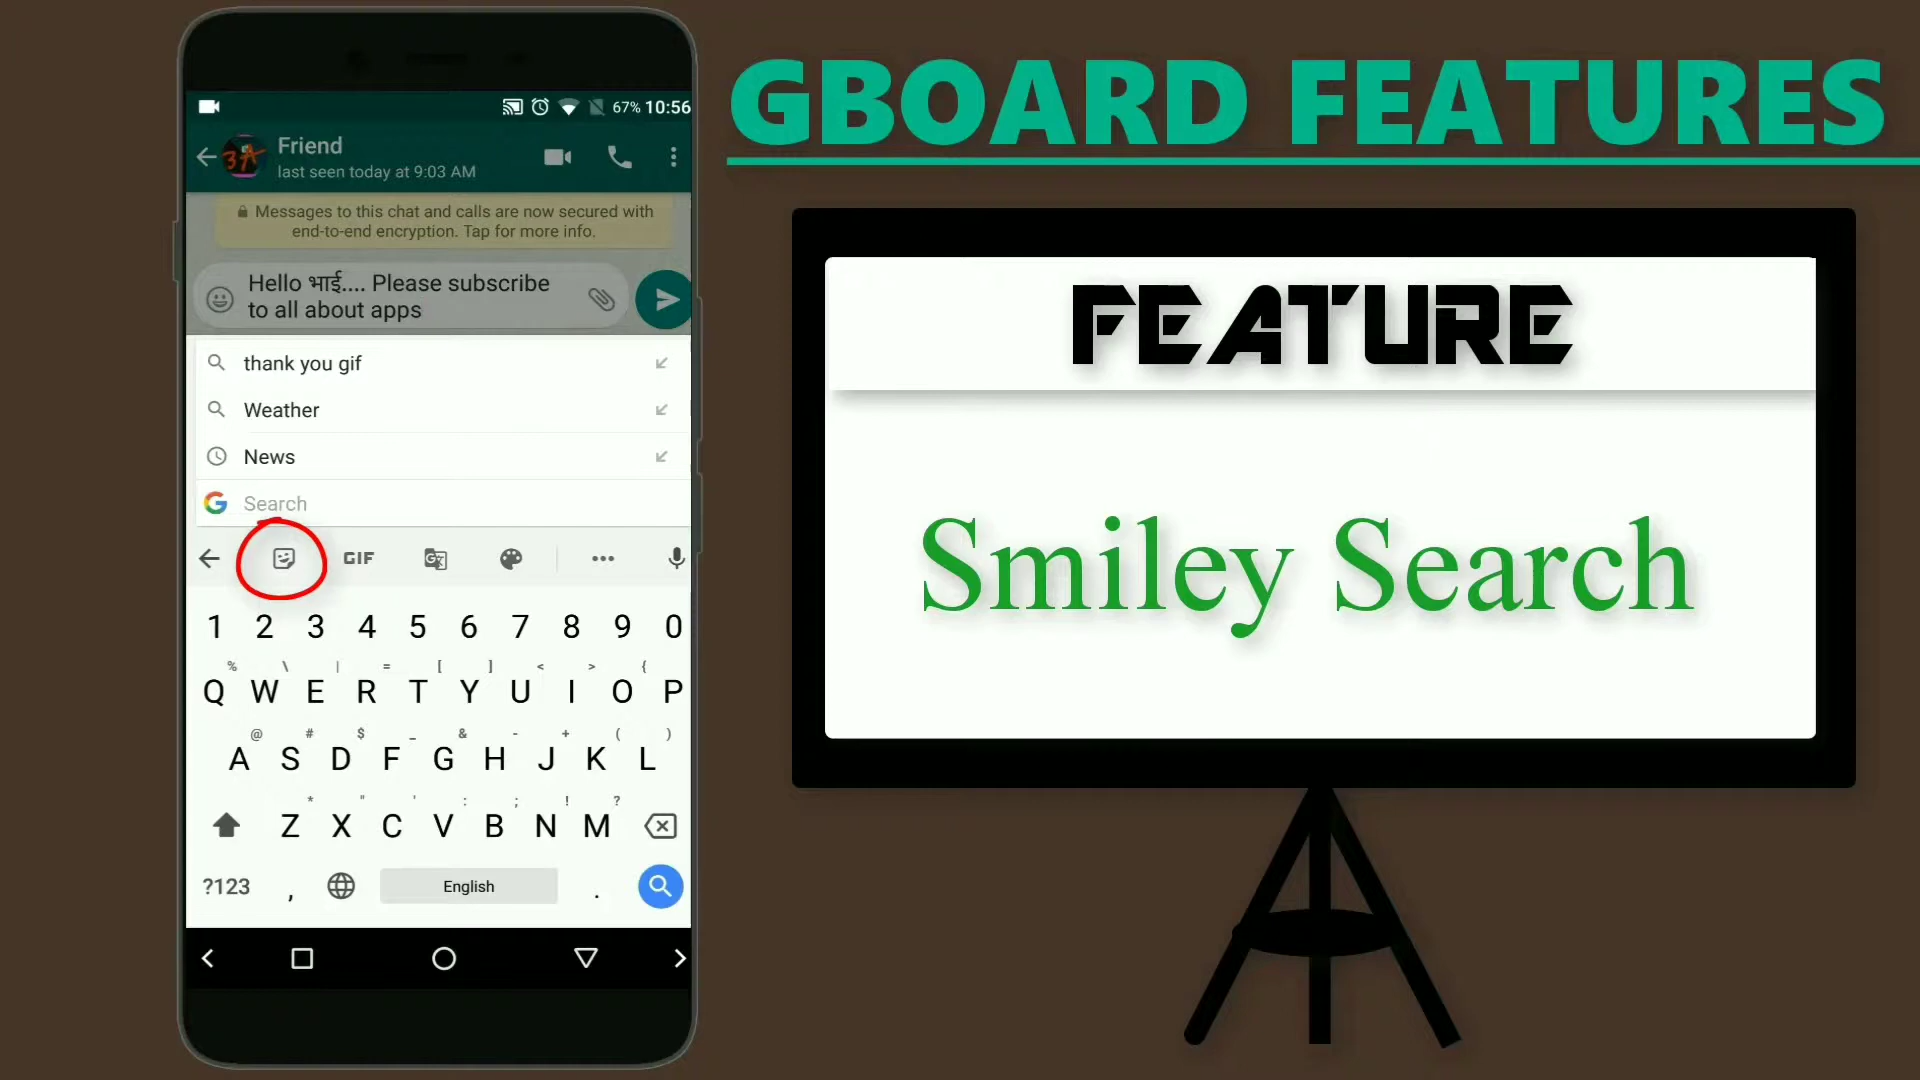 GBOARD FEATURES
67% 10:56
Friend
last seen today at 9:03 AM
Messages to this chat and calls are now secured with
end-to-end encryption. Tap for more info.
Hello भाई.... Please subscribe
to all about apps
thank you gif
Weather
News
Search
GIF
1 2 3 4 5 6 7 8 9 0
% \ | = [ ] < > {
Q W E R T Y U I O P
@ # $ _ & - + ( )
A S D F G H J K L
* " ' : ; ! ?
Z X C V B N M
?123 , English .
FEATURE
Smiley Search